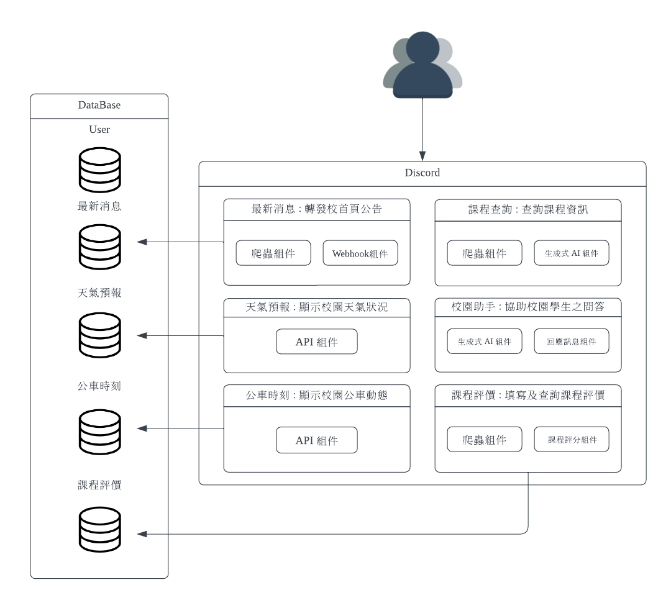 DataBase
User
最新消息
天氣預報
公車時刻
課程評價
Discord
最新消息：轉發校首頁公告
爬蟲組件
Webhook組件
課程查詢：查詢課程資訊
爬蟲組件
生成式 AI 組件
天氣預報：顯示校園天氣狀況
API 組件
校園助手：協助校園學生之問答
生成式 AI 組件
回應訊息組件
公車時刻：顯示校園公車動態
API 組件
課程評價：填寫及查詢課程評價
爬蟲組件
課程評分組件